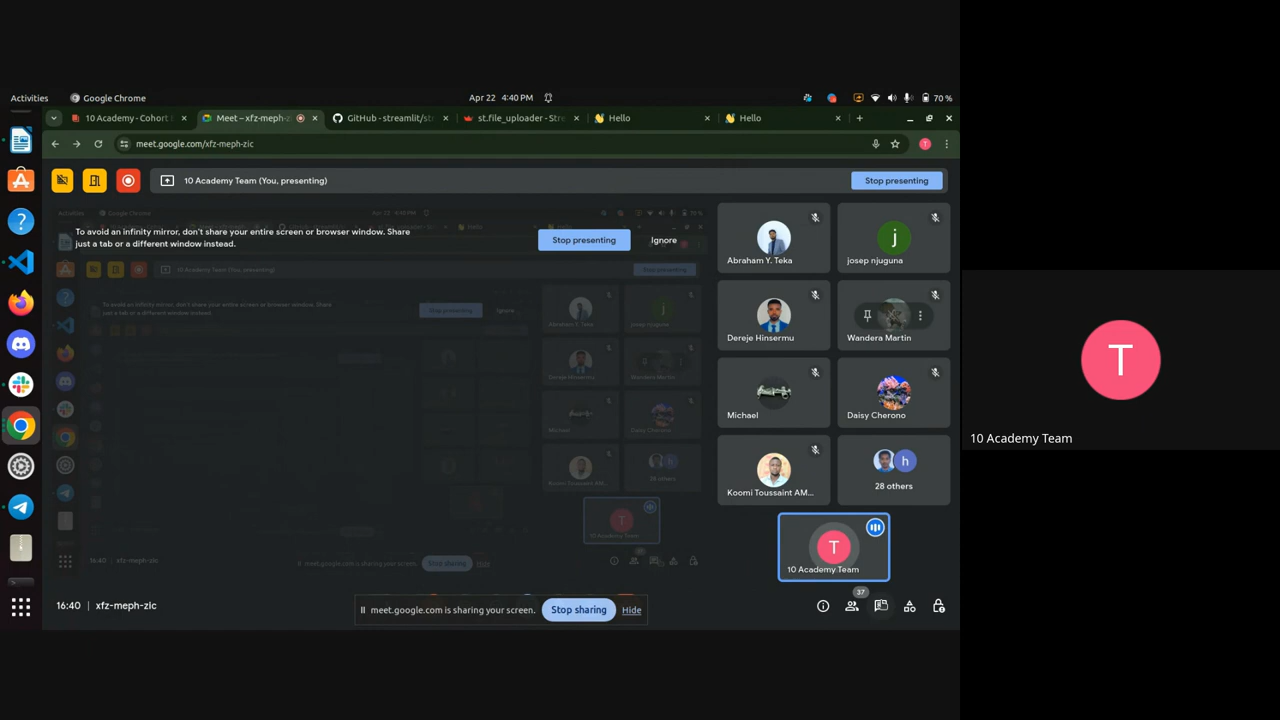 Activities
Google Chrome
Apr 22 4:40 PM
70 %
10 Academy - Cohort
Meet – xfz-meph-z
GitHub - streamlit/str
st.file_uploader - Stre
Hello
Hello
meet.google.com/xfz-meph-zic
T
10 Academy Team (You, presenting)
Stop presenting
To avoid an infinity mirror, don't share your entire screen or browser window. Share
just a tab or a different window instead.
Stop presenting
Ignore
Abraham Y. Teka
j
josep njuguna
Dereje Hinsermu
Wandera Martin
Michael
Daisy Cherono
Koomi Toussaint AM...
h
28 others
T
10 Academy Team
16:40
xfz-meph-zic
meet.google.com is sharing your screen.
Stop sharing
Hide
37
T
10 Academy Team